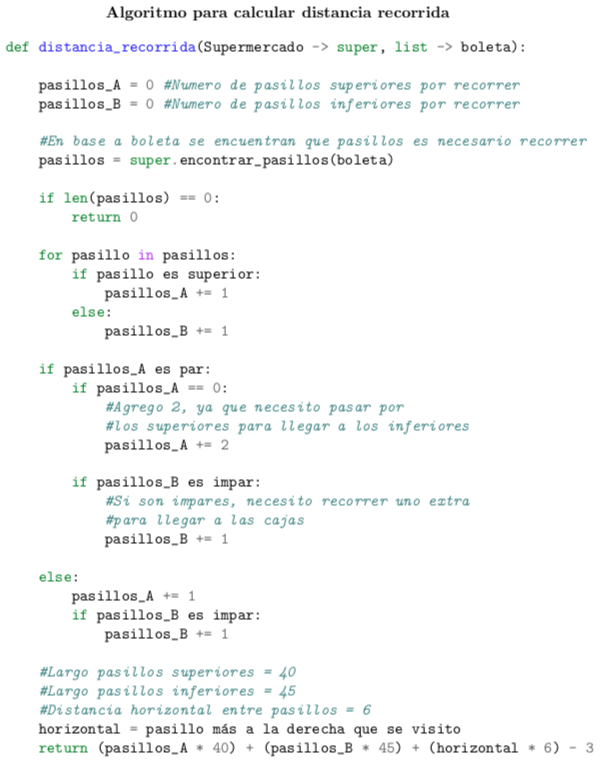 Algoritmo para calcular distancia recorrida
def distancia_recorrida(Supermercado -> super, list -> boleta):
pasillos_A = 0 #Numero de pasillos superiores por recorrer
pasillos_B = 0 #Numero de pasillos inferiores por recorrer
#En base a boleta se encuentran que pasillos es necesario recorrer
pasillos = super.encontrar_pasillos(boleta)
if len(pasillos) == 0:
return 0
for pasillo in pasillos:
if pasillo es superior:
pasillos_A += 1
else:
pasillos_B += 1
if pasillos_A es par:
if pasillos_A == 0:
#Agrego 2, ya que necesito pasar por
#los superiores para llegar a los inferiores
pasillos_A += 2
if pasillos_B es impar:
#Si son impares, necesito recorrer uno extra
#para llegar a las cajas
pasillos_B += 1
else:
pasillos_A += 1
if pasillos_B es impar:
pasillos_B += 1
#Largo pasillos superiores = 40
#Largo pasillos inferiores = 45
#Distancia horizontal entre pasillos = 6
horizontal = pasillo más a la derecha que se visito
return (pasillos_A * 40) + (pasillos_B * 45) + (horizontal * 6) - 3